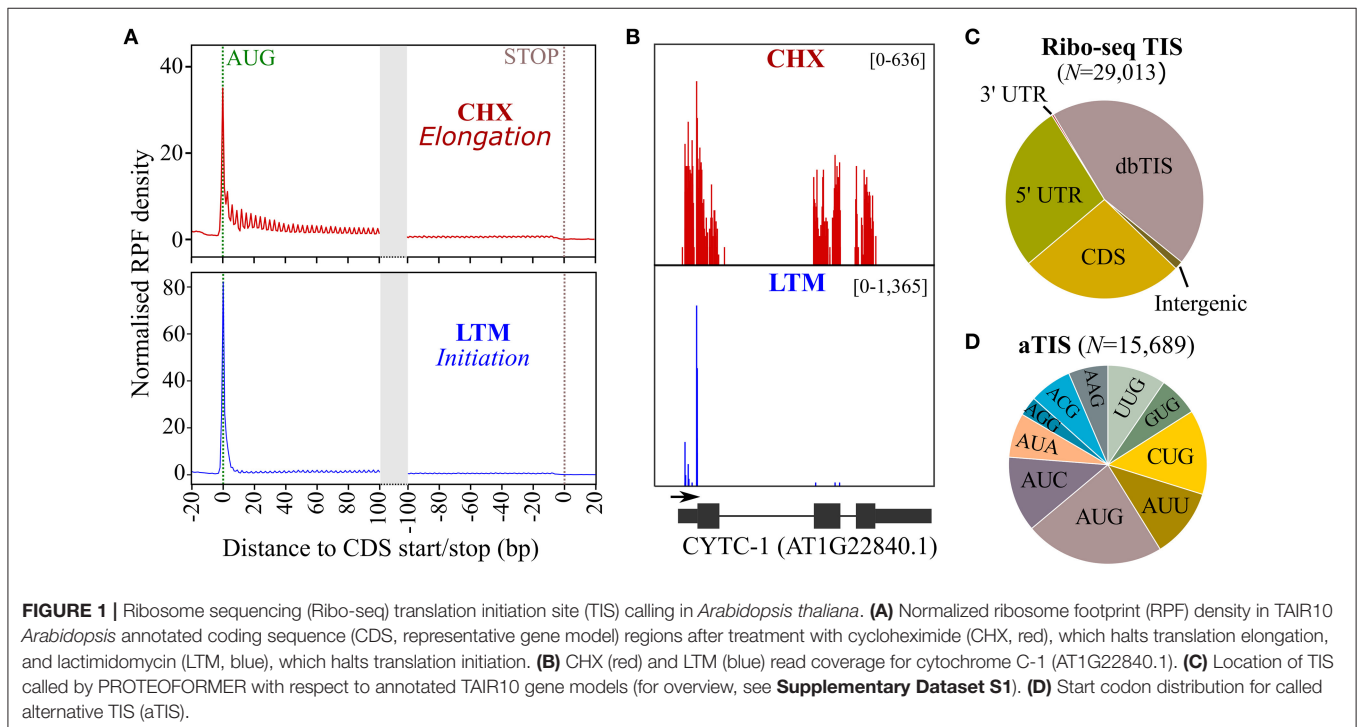 A
AUG
STOP
CHX
Elongation
40
20
0
Normalised RPF density
LTM
Initiation
80
60
40
20
0
-20
0
20
40
60
80
100
-100
-80
-60
-40
-20
0
20
Distance to CDS start/stop (bp)
B
CHX
[0-636]
LTM
[0-1,365]
CYTC-1 (AT1G22840.1)
C
Ribo-seq TIS
(N=29,013)
3' UTR
dbTIS
5' UTR
CDS
Intergenic
D
aTIS (N=15,689)
AAG
UUG
ACG
GUG
AGG
AUA
CUG
AUC
AUU
AUG
FIGURE 1 | Ribosome sequencing (Ribo-seq) translation initiation site (TIS) calling in Arabidopsis thaliana. (A) Normalized ribosome footprint (RPF) density in TAIR10
Arabidopsis annotated coding sequence (CDS, representative gene model) regions after treatment with cycloheximide (CHX, red), which halts translation elongation,
and lactimidomycin (LTM, blue), which halts translation initiation. (B) CHX (red) and LTM (blue) read coverage for cytochrome C-1 (AT1G22840.1). (C) Location of TIS
called by PROTEOFORMER with respect to annotated TAIR10 gene models (for overview, see Supplementary Dataset S1). (D) Start codon distribution for called
alternative TIS (aTIS).